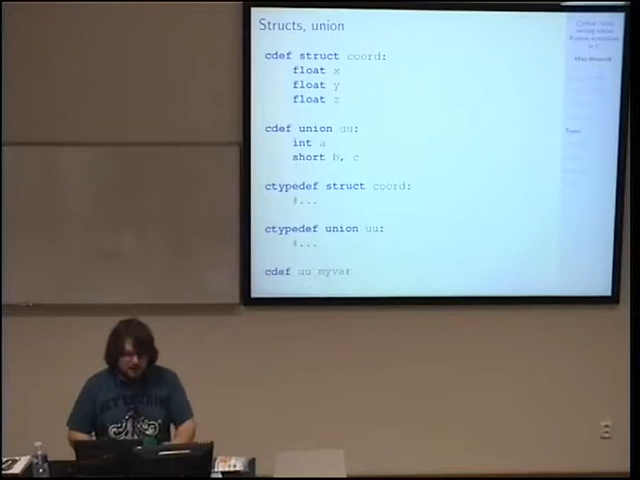 Structs, union
cdef struct coord:
float x
float y
float z
cdef union uu:
int a
short b, c
ctypedef struct coord:
#...
ctypedef union uu:
#...
cdef uu myvar